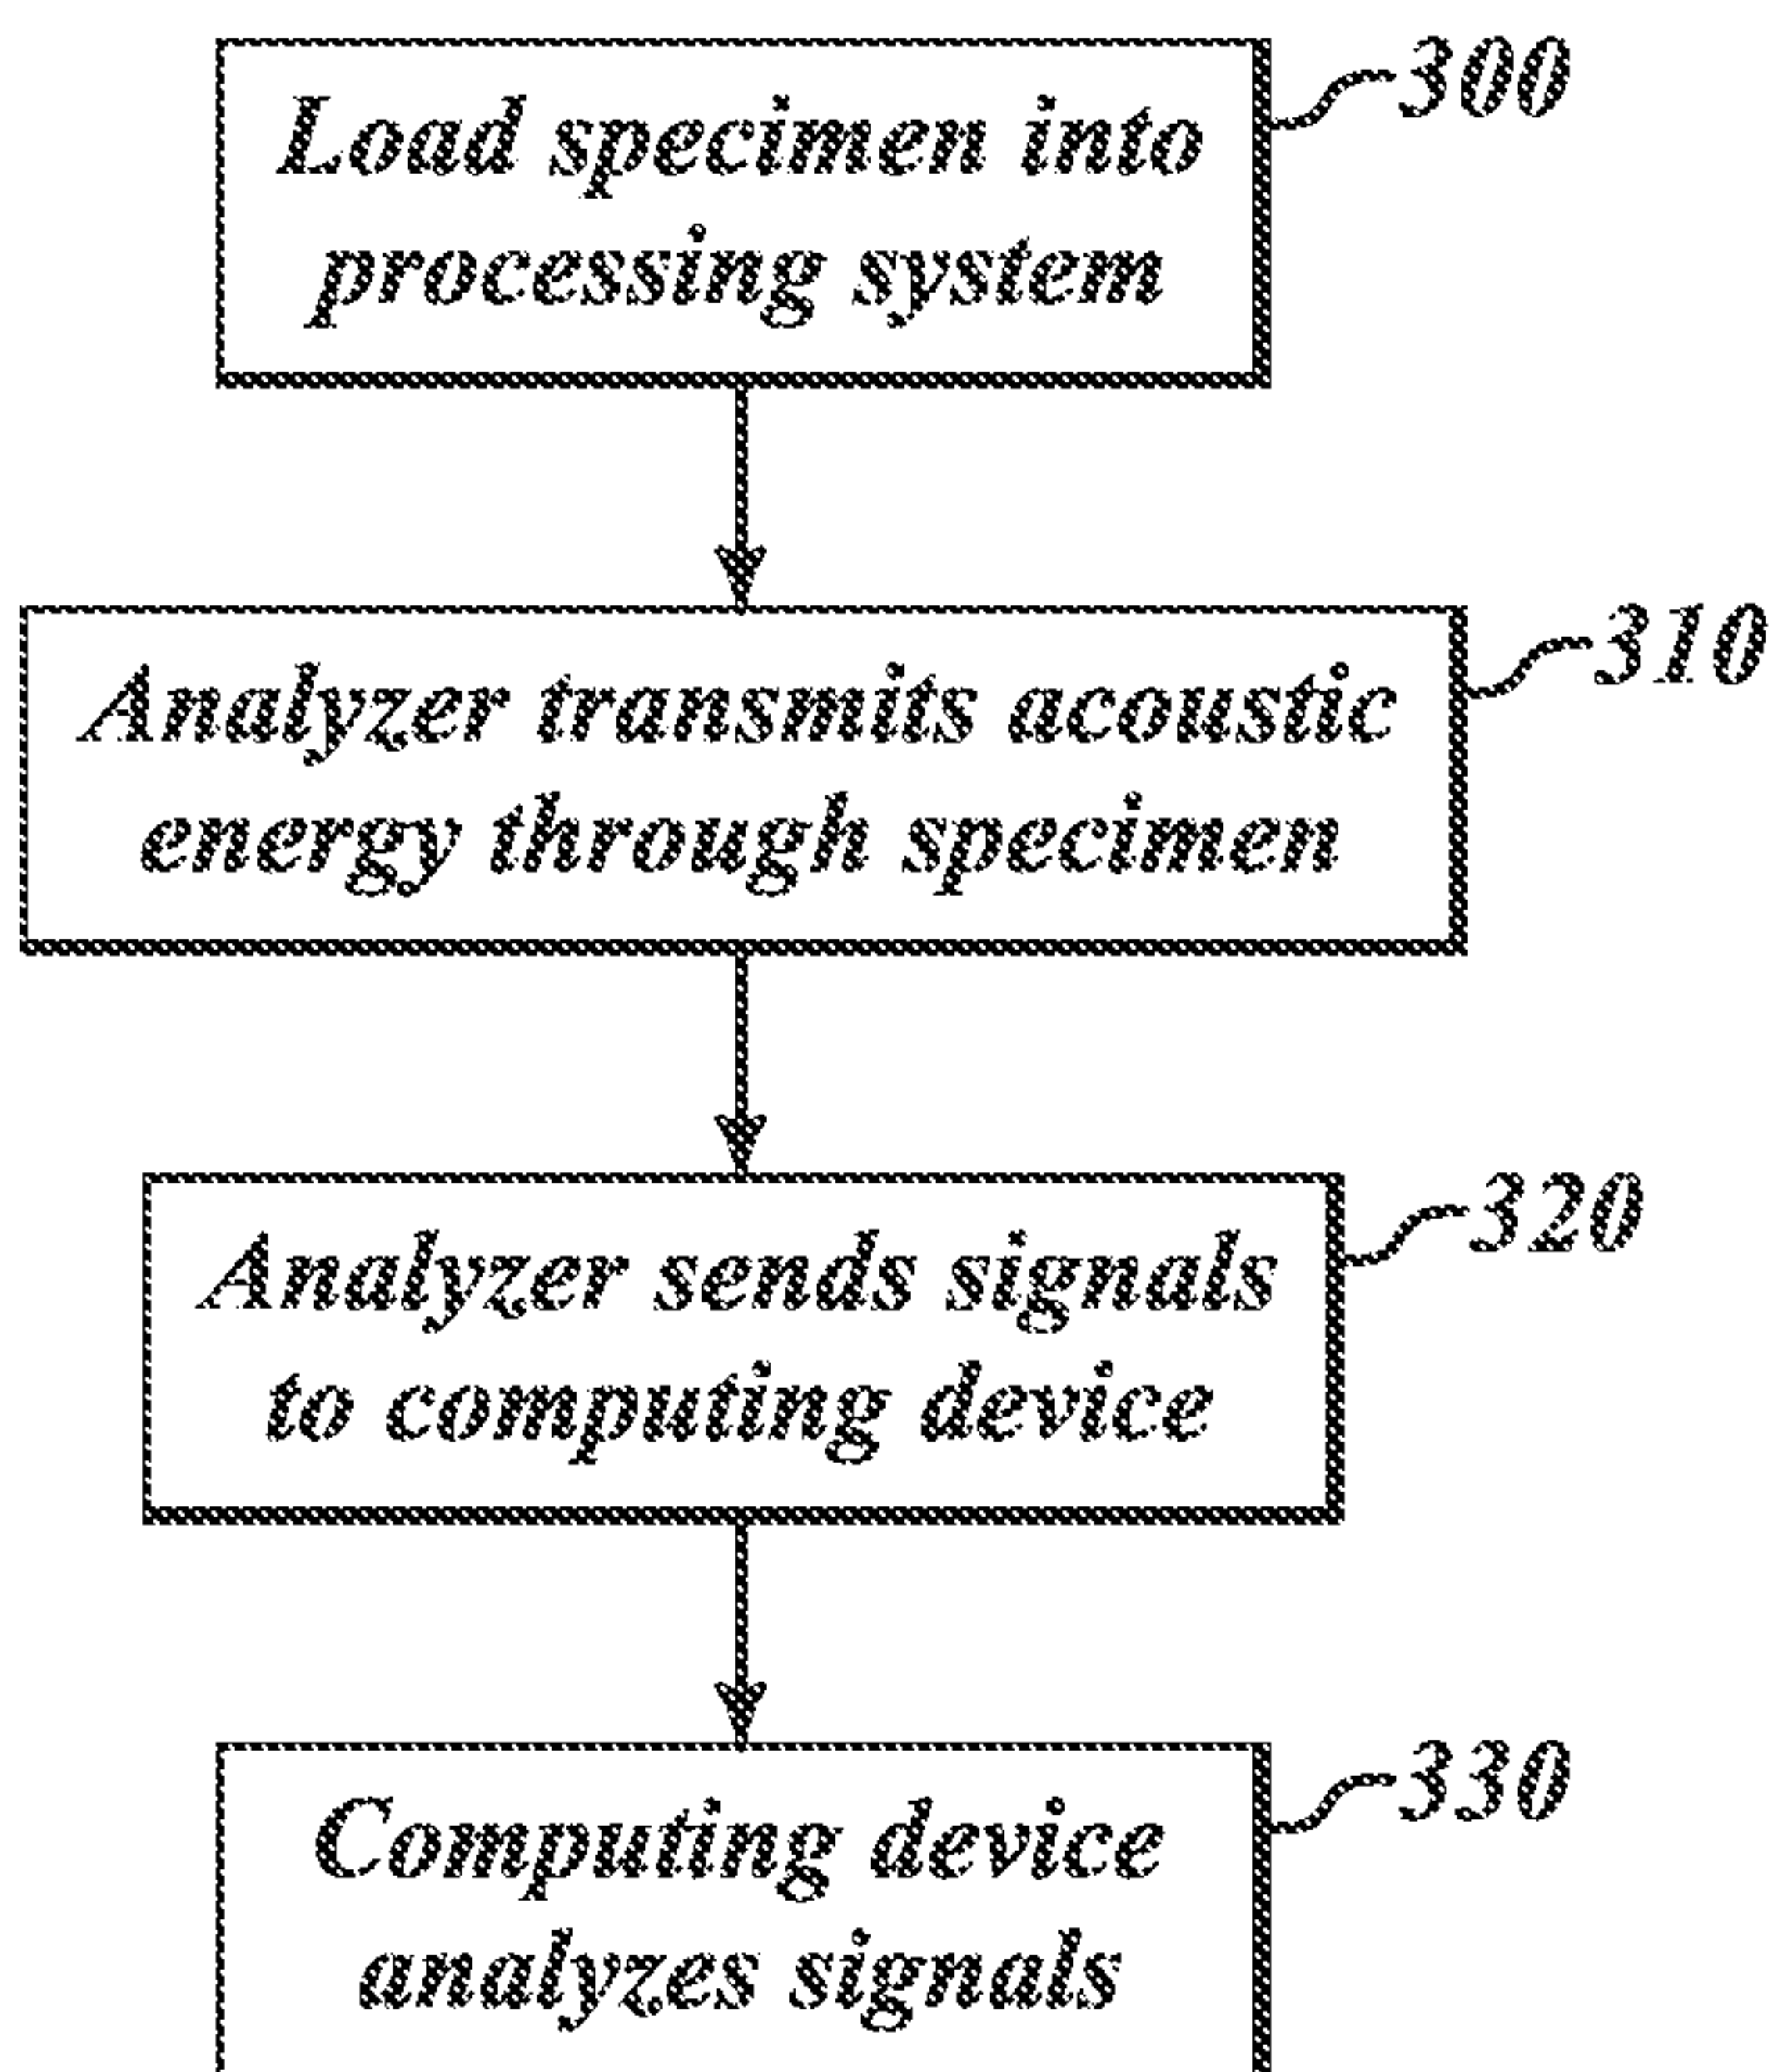 Load specimen into
processing system
300
Analyzer transmits acoustic
energy through specimen
310
Analyzer sends signals
to computing device
320
Computing device
analyzes signals
330